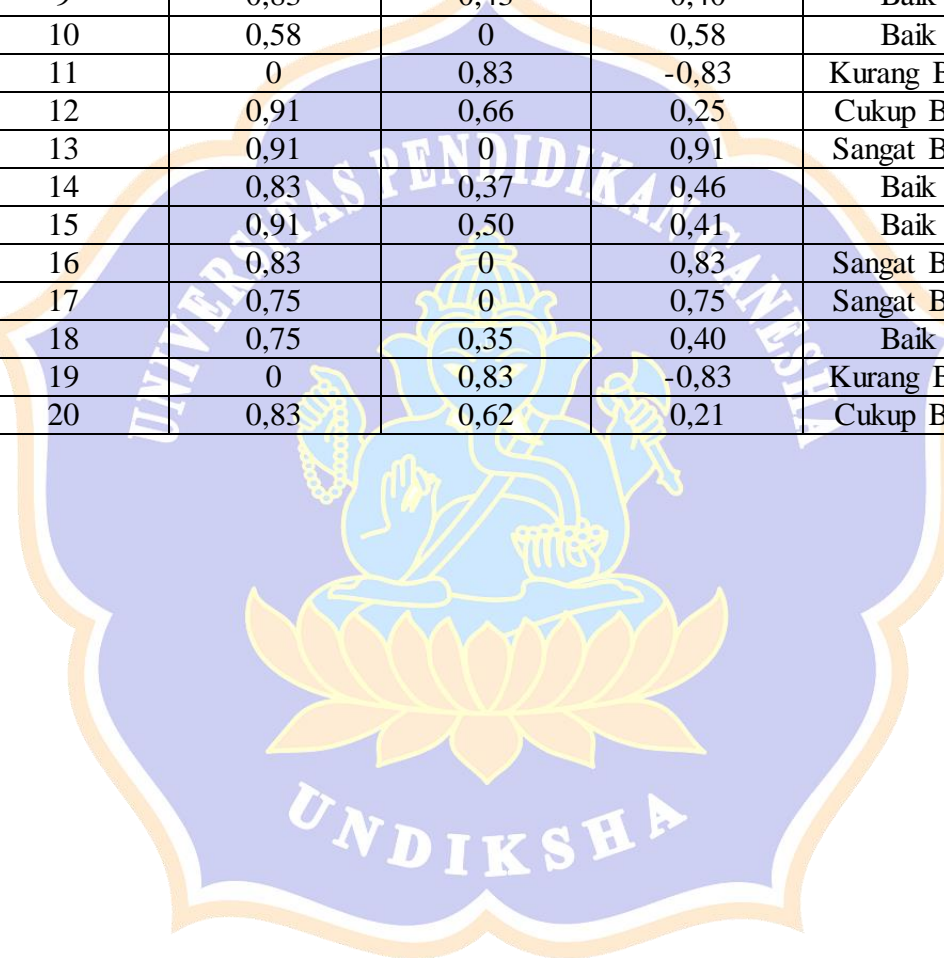 10 0,58 0 0,58 Baik
11 0 0,83 -0,83 Kurang
12 0,91 0,66 0,25 Cukup
13 0,91 0 0,91 Sangat
14 0,83 0,37 0,46 Baik
15 0,91 0,50 0,41 Baik
16 0,83 0 0,83 Sangat
17 0,75 0 0,75 Sangat
18 0,75 0,35 0,40 Baik
19 0 0,83 -0,83 Kurang
20 0,83 0,62 0,21 Cukup
UNIVERSITAS PENDIDIKAN GANESHA
UNDIKSHA